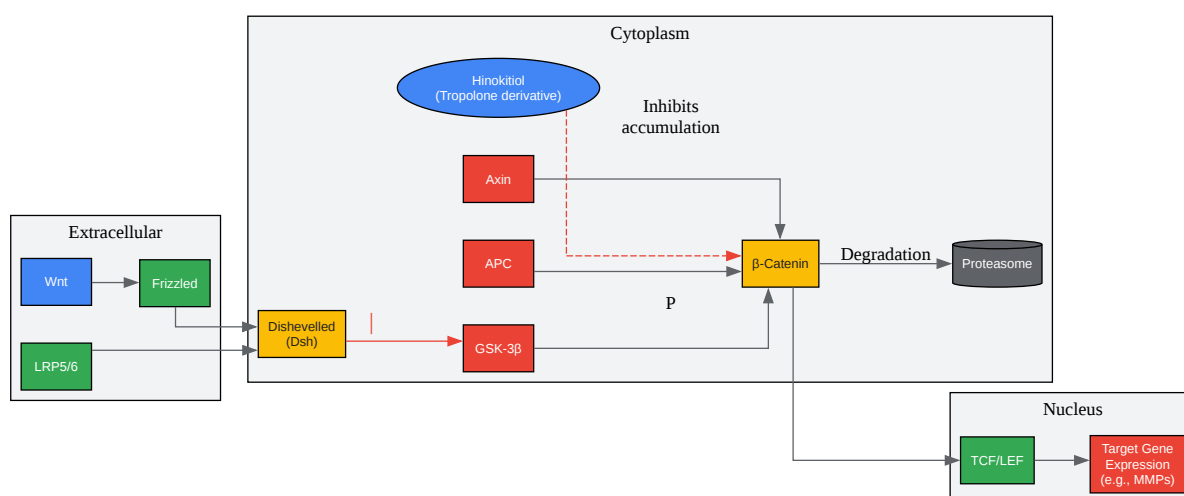 Cytoplasm
Hinokitiol
(Tropolone derivative)
Inhibits
accumulation
Axin
Extracellular
Wnt
Frizzled
APC
β-Catenin
Degradation
Proteasome
P
Dishevelled
(Dsh)
|
GSK-3β
LRP5/6
Nucleus
TCF/LEF
Target Gene
Expression
(e.g., MMPs)